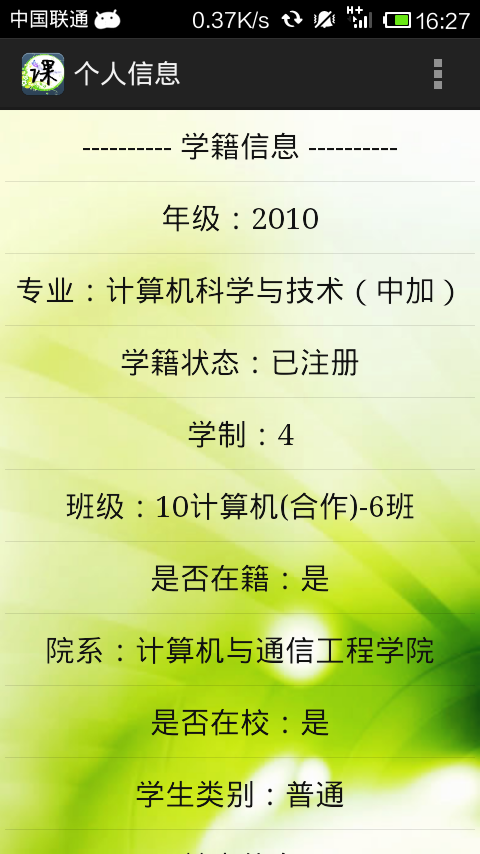 中国联通 0.37K/s H+ 16:27
课 个人信息
---------- 学籍信息 ----------
年级：2010
专业：计算机科学与技术（中加）
学籍状态：已注册
学制：4
班级：10计算机(合作)-6班
是否在籍：是
院系：计算机与通信工程学院
是否在校：是
学生类别：普通